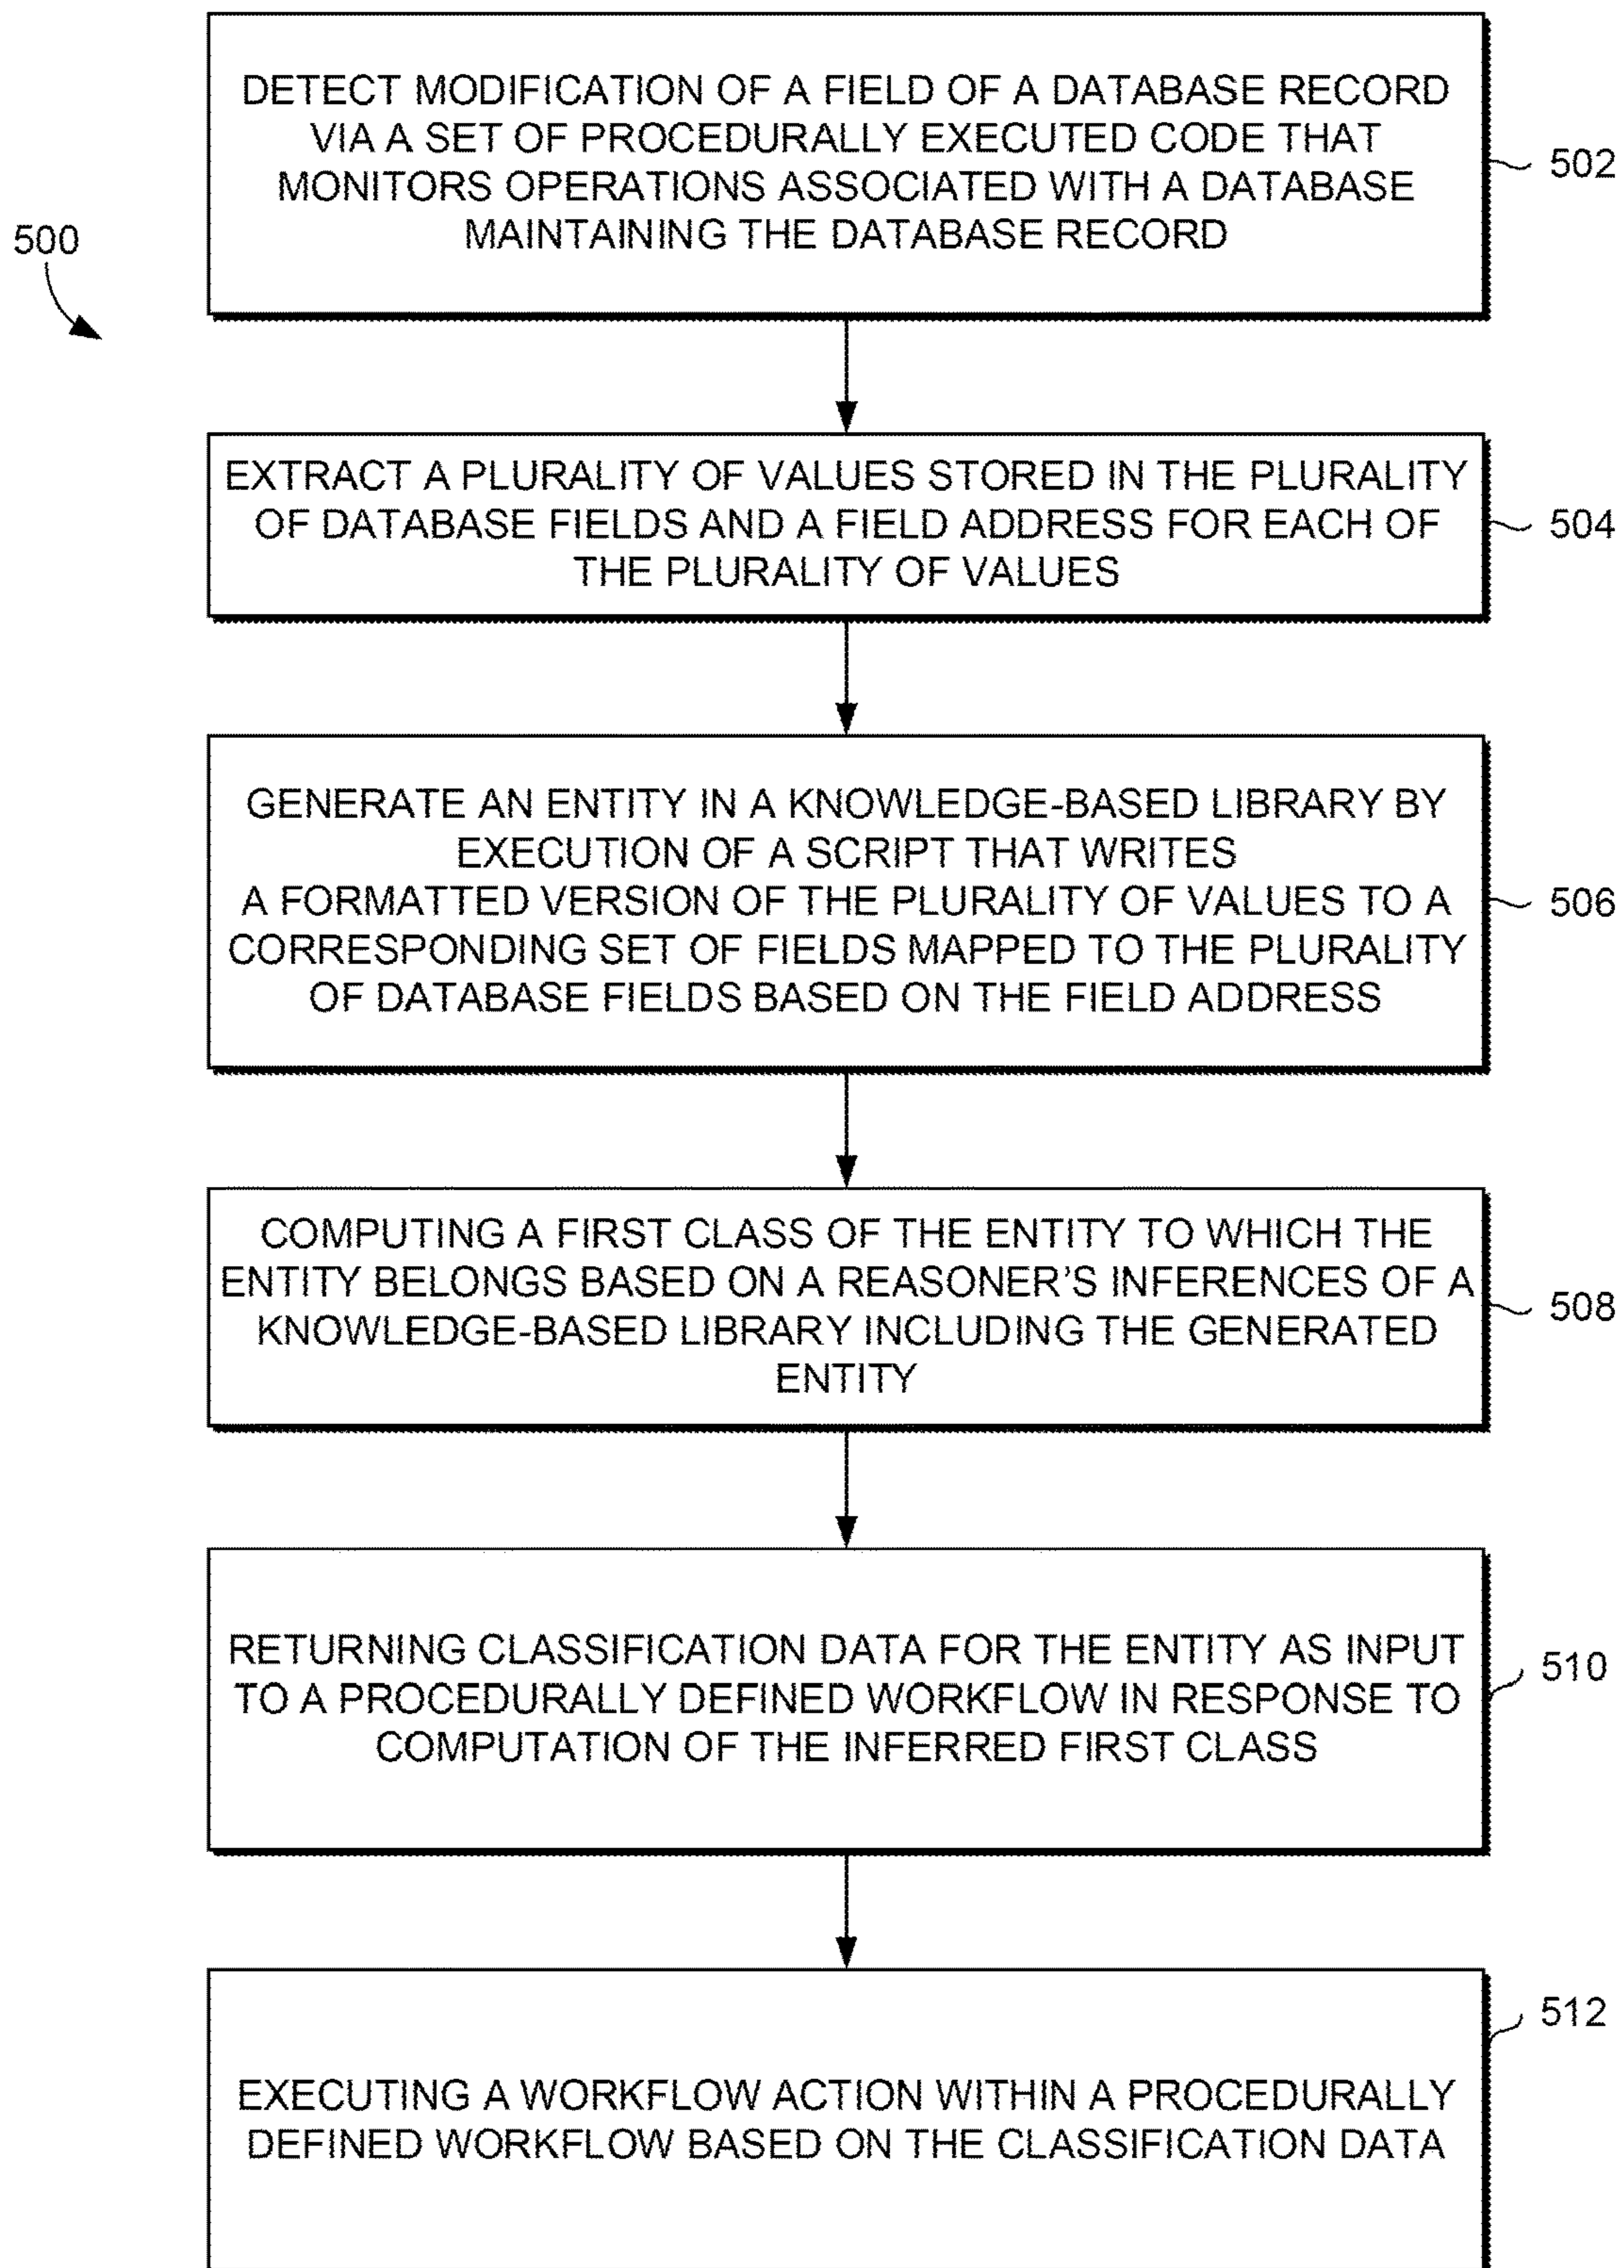 DETECT MODIFICATION OF A FIELD OF A DATABASE RECORD
VIA A SET OF PROCEDURALLY EXECUTED CODE THAT
MONITORS OPERATIONS ASSOCIATED WITH A DATABASE
MAINTAINING THE DATABASE RECORD
502
500
EXTRACT A PLURALITY OF VALUES STORED IN THE PLURALITY
OF DATABASE FIELDS AND A FIELD ADDRESS FOR EACH OF
THE PLURALITY OF VALUES
504
GENERATE AN ENTITY IN A KNOWLEDGE-BASED LIBRARY BY
EXECUTION OF A SCRIPT THAT WRITES
A FORMATTED VERSION OF THE PLURALITY OF VALUES TO A
CORRESPONDING SET OF FIELDS MAPPED TO THE PLURALITY
OF DATABASE FIELDS BASED ON THE FIELD ADDRESS
506
COMPUTING A FIRST CLASS OF THE ENTITY TO WHICH THE
ENTITY BELONGS BASED ON A REASONER'S INFERENCES OF A
KNOWLEDGE-BASED LIBRARY INCLUDING THE GENERATED
ENTITY
508
RETURNING CLASSIFICATION DATA FOR THE ENTITY AS INPUT
TO A PROCEDURALLY DEFINED WORKFLOW IN RESPONSE TO
COMPUTATION OF THE INFERRED FIRST CLASS
510
EXECUTING A WORKFLOW ACTION WITHIN A PROCEDURALLY
DEFINED WORKFLOW BASED ON THE CLASSIFICATION DATA
512